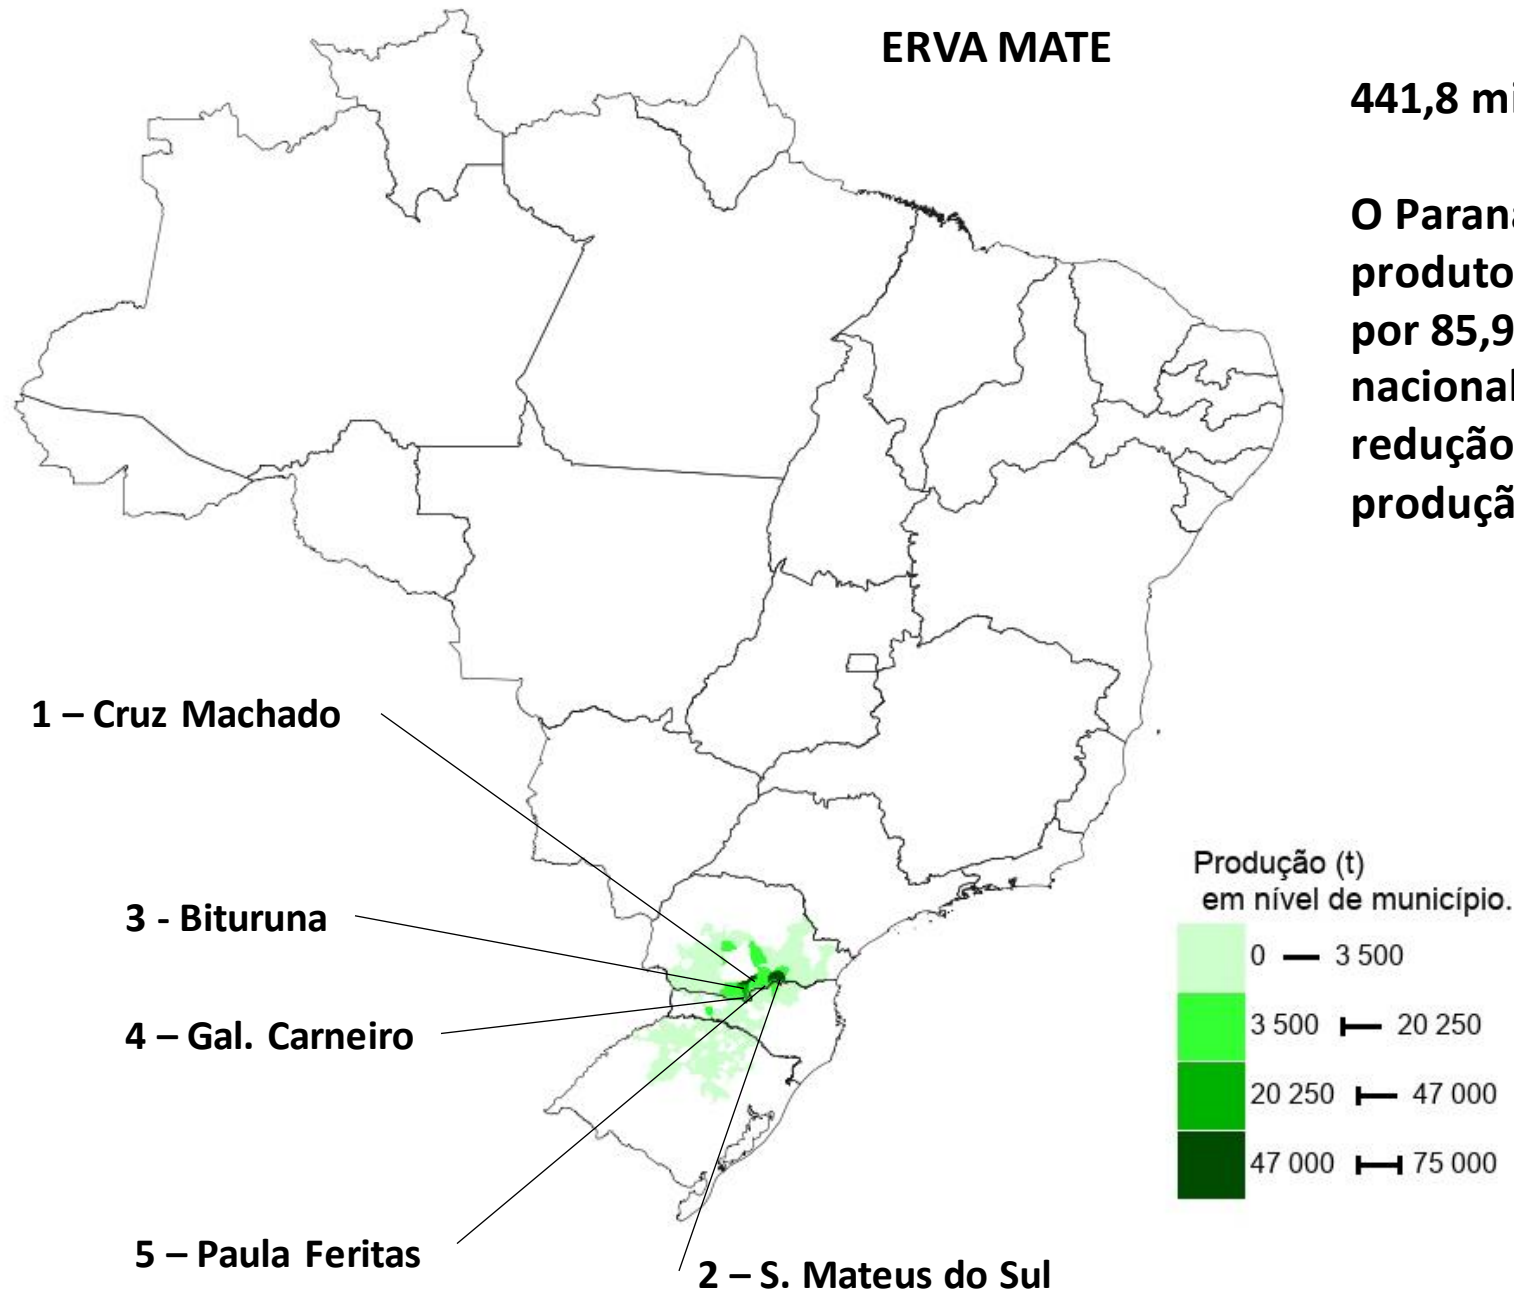 ERVA MATE
441,8 mi
O Paraná
produto
por 85,9
nacional
redução
produçã
1 – Cruz Machado
3 - Bituruna
4 – Gal. Carneiro
5 – Paula Feritas
2 – S. Mateus do Sul
Produção (t)
em nível de município.
0 — 3 500
3 500 ⊢ 20 250
20 250 ⊢ 47 000
47 000 ⊢⊣ 75 000